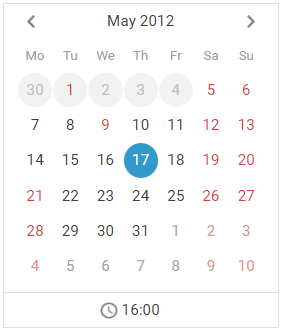 May 2012
Mo Tu We Th Fr Sa Su
30 1 2 3 4 5 6
7 8 9 10 11 12 13
14 15 16 17 18 19 20
21 22 23 24 25 26 27
28 29 30 31 1 2 3
4 5 6 7 8 9 10
16:00